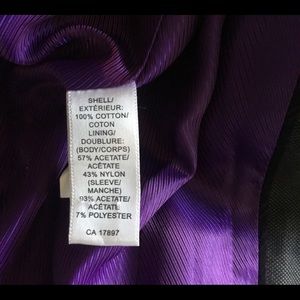 SHELL/
EXTÉRIEUR:
100% COTTON/
COTON
LINING/
DOUBLURE:
(BODY/CORPS)
57% ACETATE/
ACÉTATE
43% NYLON
(SLEEVE/
MANCHE)
93% ACETATE/
ACÉTATE
7% POLYESTER
CA 17897